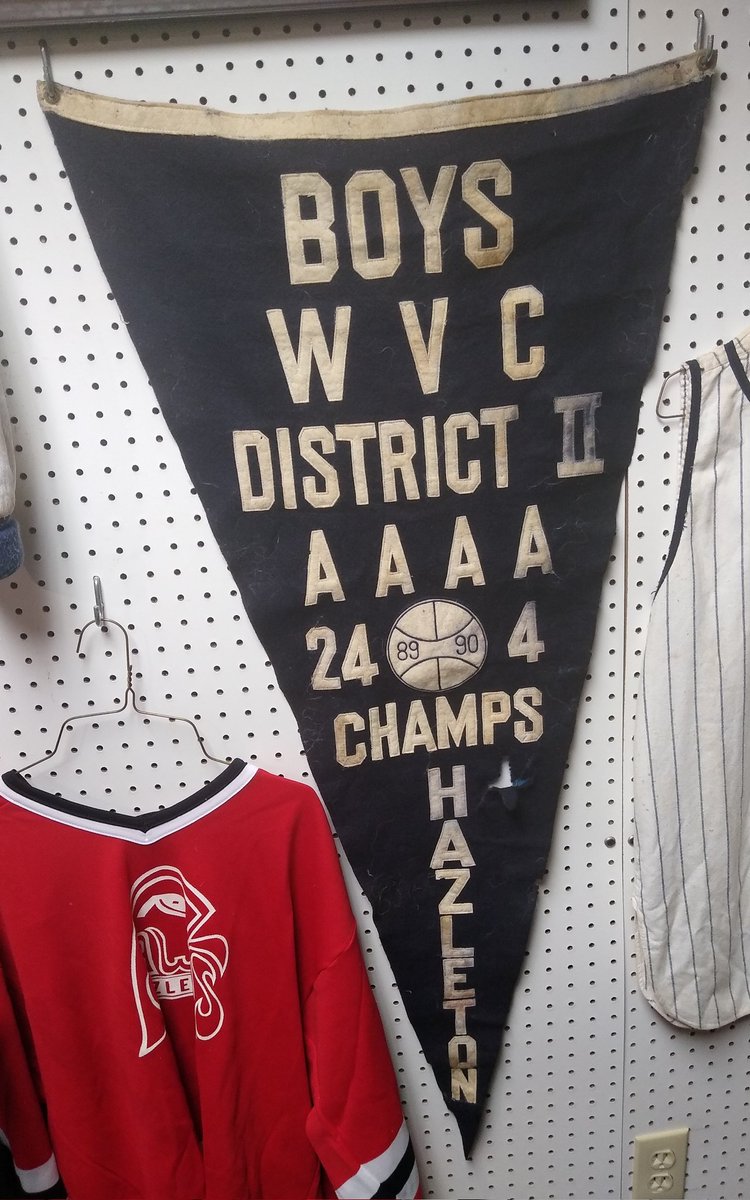 BOYS
W V C
DISTRICT II
A A A A
24 89 90 4
CHAMPS
HAZLETON